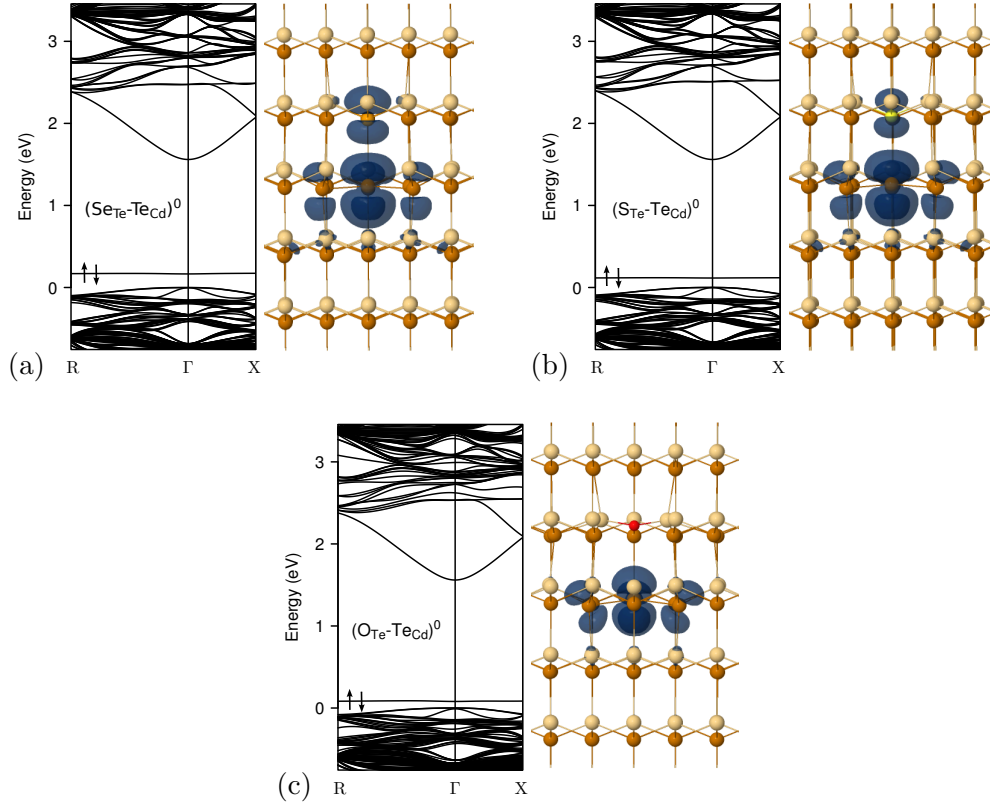 3
2
1
0
Energy (eV)
(Se_Te-Te_Cd)^0
R Γ X
(a)
3
2
1
0
Energy (eV)
(S_Te-Te_Cd)^0
R Γ X
(b)
3
2
1
0
Energy (eV)
(O_Te-Te_Cd)^0
R Γ X
(c)